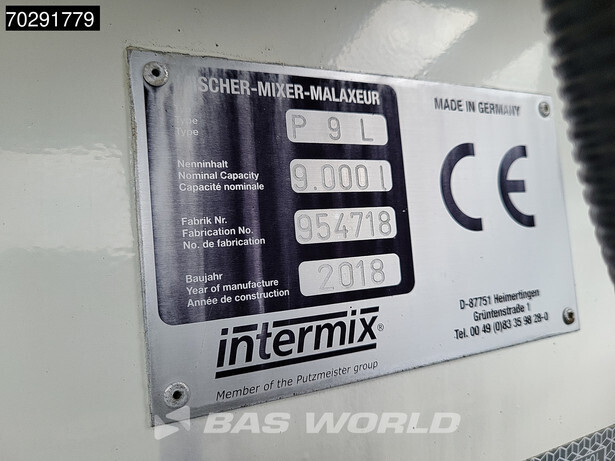 70291779
SCHER-MIXER-MALAXEUR
Type
Type
P 9 L
Nenninhalt
Nominal Capacity
Capacité nominale
9.000 l
Fabrik Nr.
Fabrication No.
No. de fabrication
954718
Baujahr
Year of manufacture
Année de construction
2018
intermix®
Member of the Putzmeister group
MADE IN GERMANY
CE
D-87751 Heimertingen
Grüntenstraße 1
Tel. 00 49 (0)83 35 98 28-0
BAS WORLD